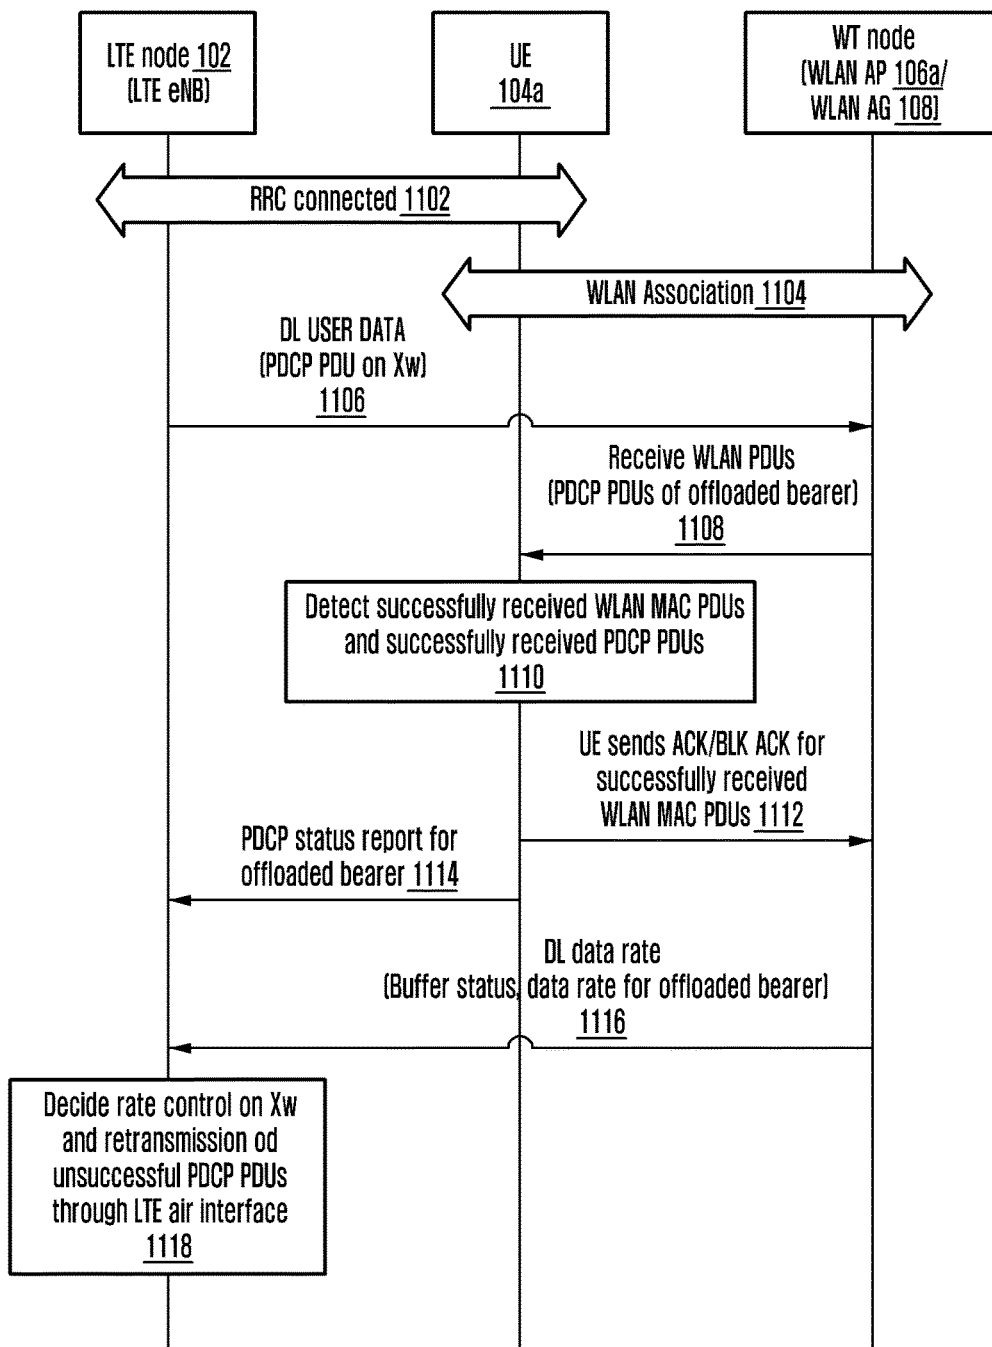 LTE node 102
(LTE eNB)
UE
104a
WT node
(WLAN AP 106a/
WLAN AG 108)
RRC connected 1102
WLAN Association 1104
DL USER DATA
(PDCP PDU on Xw)
1106
Receive WLAN PDUs
(PDCP PDUs of offloaded bearer)
1108
Detect successfully received WLAN MAC PDUs
and successfully received PDCP PDUs
1110
UE sends ACK/BLK ACK for
successfully received
WLAN MAC PDUs 1112
PDCP status report for
offloaded bearer 1114
DL data rate
(Buffer status, data rate for offloaded bearer)
1116
Decide rate control on Xw
and retransmission od
unsuccessful PDCP PDUs
through LTE air interface
1118